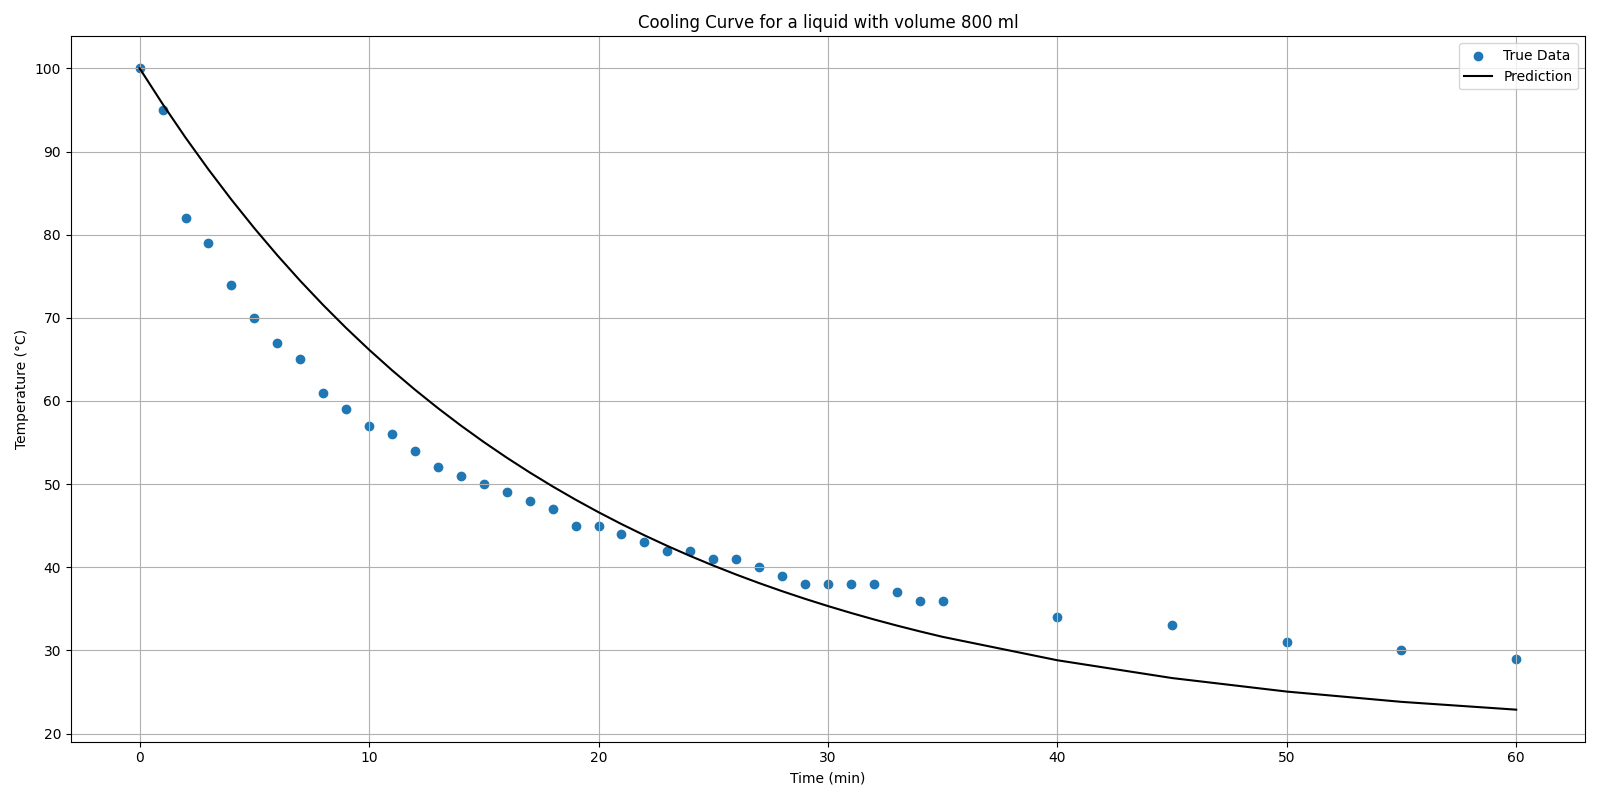 Cooling Curve for a liquid with volume 800 ml
True Data
Prediction
100
90
80
70
60
50
40
30
20
Temperature (°C)
0 10 20 30 40 50 60
Time (min)